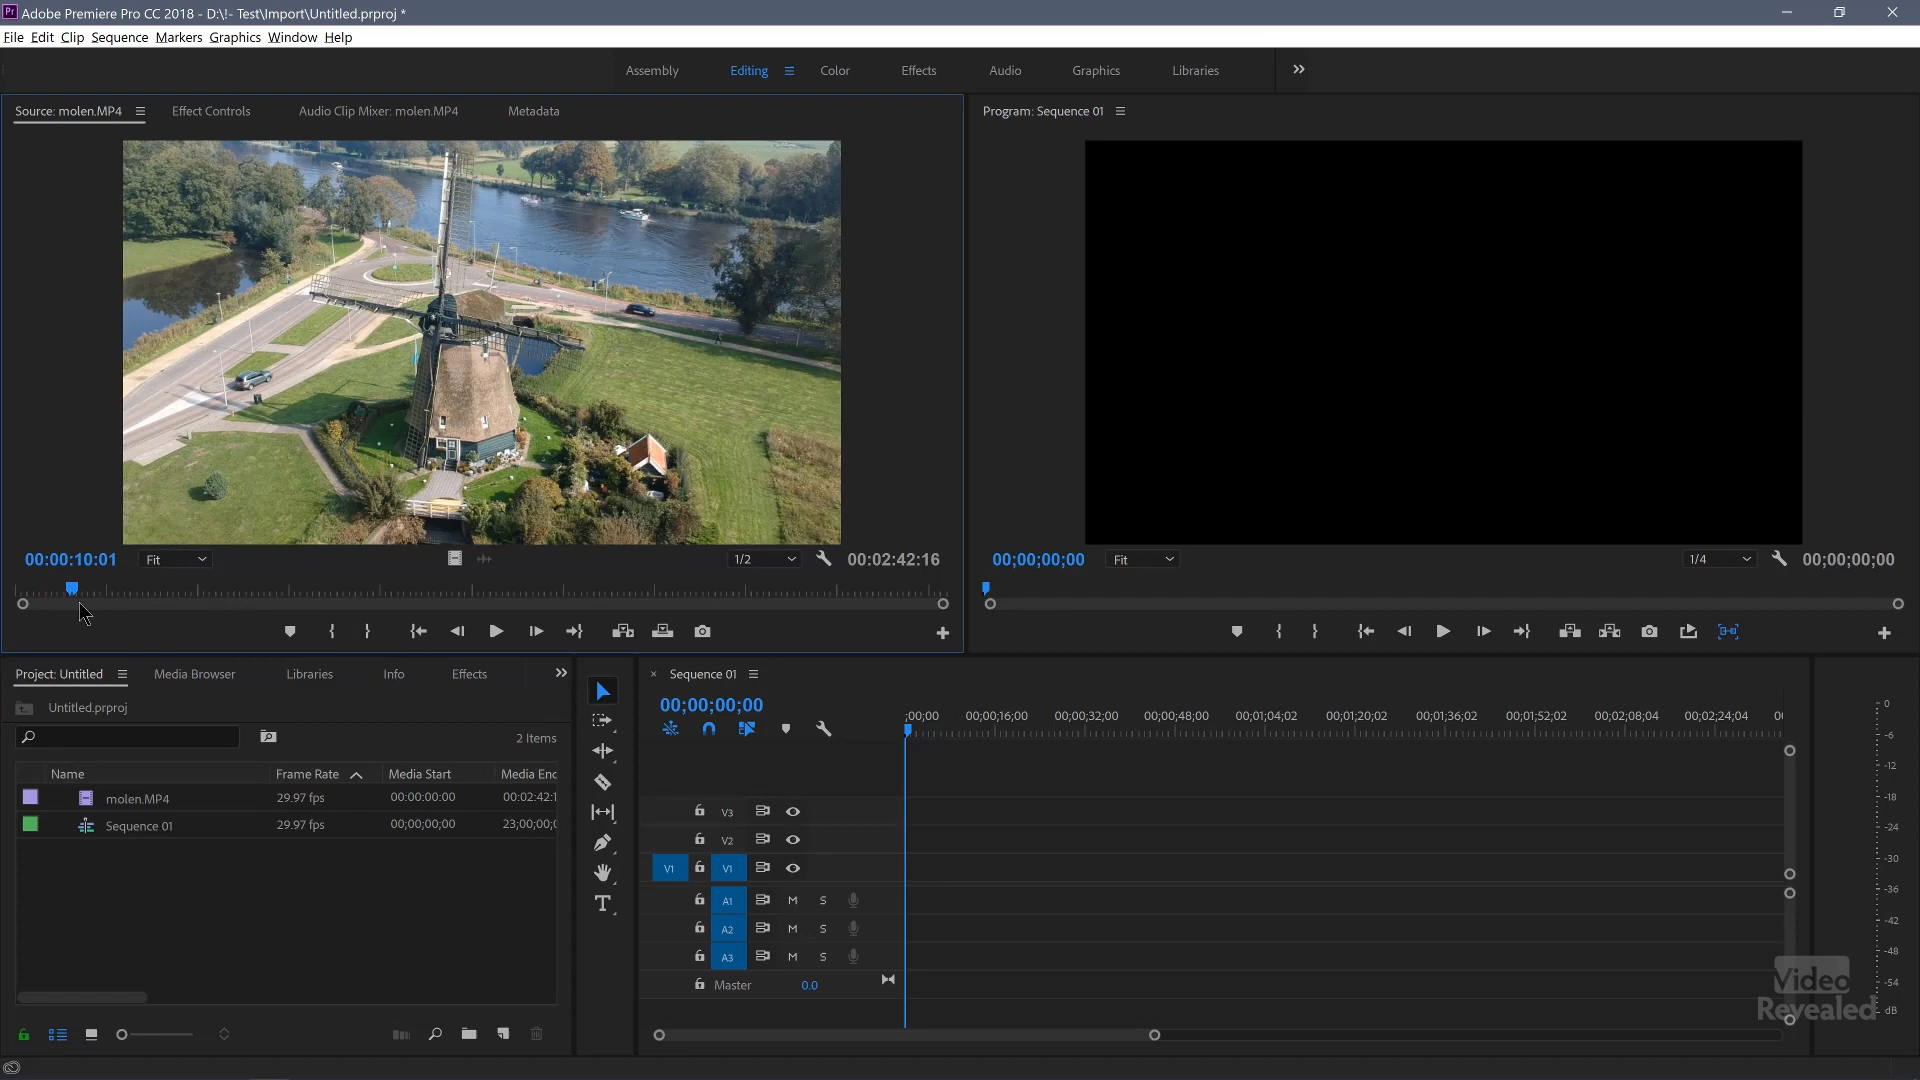 Pr Adobe Premiere Pro CC 2018 - D:\!- Test\Import\Untitled.prproj *
File Edit Clip Sequence Markers Graphics Window Help
Assembly Editing Color Effects Audio Graphics Libraries
Source: molen.MP4 Effect Controls Audio Clip Mixer: molen.MP4 Metadata
Program: Sequence 01
00:00:10:01 Fit 1/2 00:02:42:16
00;00;00;00 Fit 1/4 00;00;00;00
Project: Untitled Media Browser Libraries Info Effects
Untitled.prproj
2 Items
Name Frame Rate Media Start Media Enc
molen.MP4 29.97 fps 00:00:00:00 00:02:42:1
Sequence 01 29.97 fps 00;00;00;00 23;00;00;0
Sequence 01
00;00;00;00
;00;00 00;00;16;00 00;00;32;00 00;00;48;00 00;01;04;02 00;01;20;02 00;01;36;02 00;01;52;02 00;02;08;04 00;02;24;04 00
V3
V2
V1 V1
A1 M S
A2 M S
A3 M S
Master 0.0
0
-6
-12
-18
-24
-30
-36
-42
-48
-54
dB
Video
Revealed